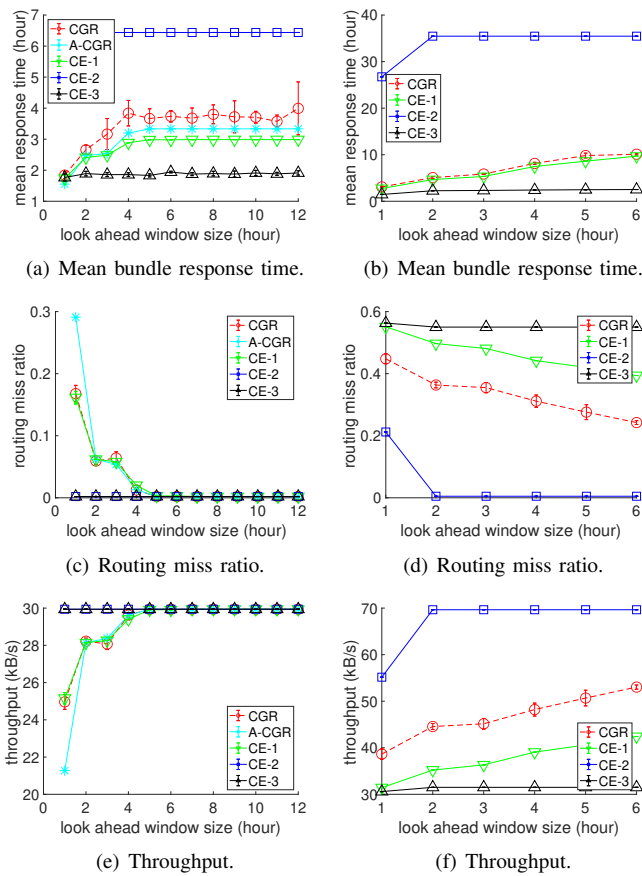 mean response time (hour)
7
6
5
4
3
2
1
CGR
A-CGR
CE-1
CE-2
CE-3
0 2 4 6 8 10 12
look ahead window size (hour)
(a) Mean bundle response time.
mean response time (hour)
40
30
20
10
0
CGR
CE-1
CE-2
CE-3
1 2 3 4 5 6
look ahead window size (hour)
(b) Mean bundle response time.
routing miss ratio
0.3
0.2
0.1
0
CGR
A-CGR
CE-1
CE-2
CE-3
0 2 4 6 8 10 12
look ahead window size (hour)
(c) Routing miss ratio.
routing miss ratio
0.6
0.4
0.2
0
CGR
CE-1
CE-2
CE-3
1 2 3 4 5 6
look ahead window size (hour)
(d) Routing miss ratio.
throughput (kB/s)
30
28
26
24
22
20
CGR
A-CGR
CE-1
CE-2
CE-3
0 2 4 6 8 10 12
look ahead window size (hour)
(e) Throughput.
throughput (kB/s)
70
60
50
40
30
CGR
CE-1
CE-2
CE-3
1 2 3 4 5 6
look ahead window size (hour)
(f) Throughput.